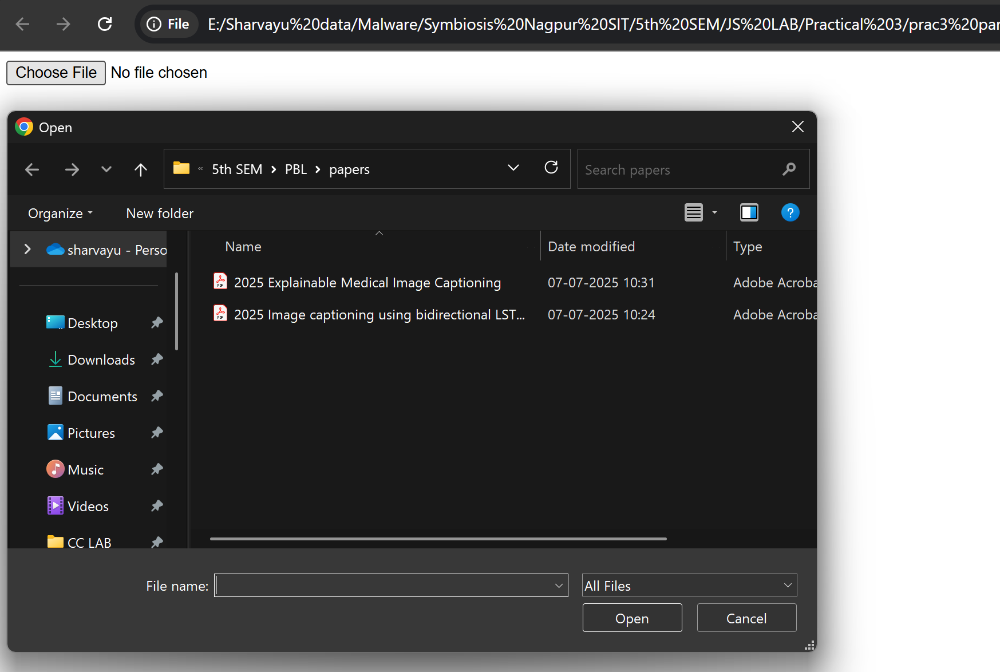 File E:/Sharvayu%20data/Malware/Symbiosis%20Nagpur%20SIT/5th%20SEM/JS%20LAB/Practical%203/prac3%20par
Choose File No file chosen
Open
« 5th SEM > PBL > papers
Search papers
Organize New folder
?
sharvayu - Perso
Name Date modified Type
2025 Explainable Medical Image Captioning 07-07-2025 10:31 Adobe Acroba
2025 Image captioning using bidirectional LST... 07-07-2025 10:24 Adobe Acroba
Desktop
Downloads
Documents
Pictures
Music
Videos
CC LAB
File name:
All Files
Open Cancel